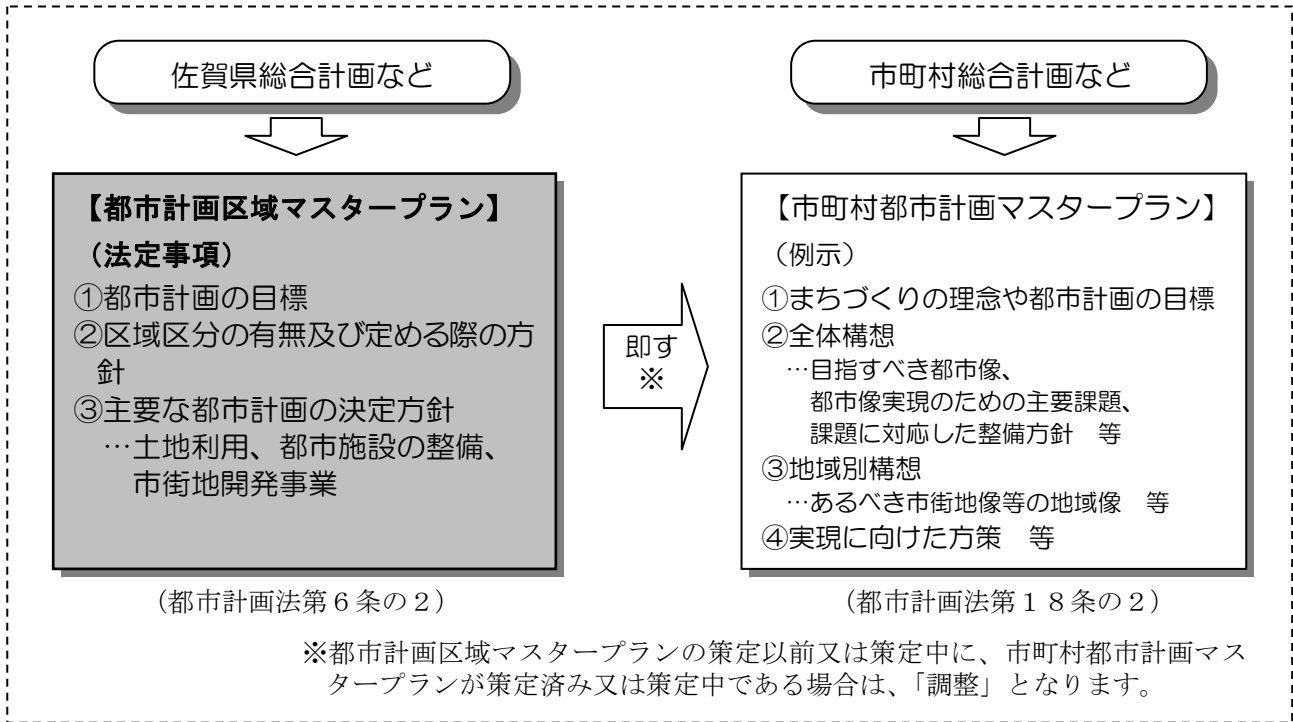 佐賀県総合計画など
市町村総合計画など
【都市計画区域マスタープラン】
（法定事項）
①都市計画の目標
②区域区分の有無及び定める際の方
針
③主要な都市計画の決定方針
…土地利用、都市施設の整備、
市街地開発事業
（都市計画法第６条の２）
即す
※
【市町村都市計画マスタープラン】
（例示）
①まちづくりの理念や都市計画の目標
②全体構想
…目指すべき都市像、
都市像実現のための主要課題、
課題に対応した整備方針　等
③地域別構想
…あるべき市街地像等の地域像　等
④実現に向けた方策　等
（都市計画法第１８条の２）
※都市計画区域マスタープランの策定以前又は策定中に、市町村都市計画マス
タープランが策定済み又は策定中である場合は、「調整」となります。